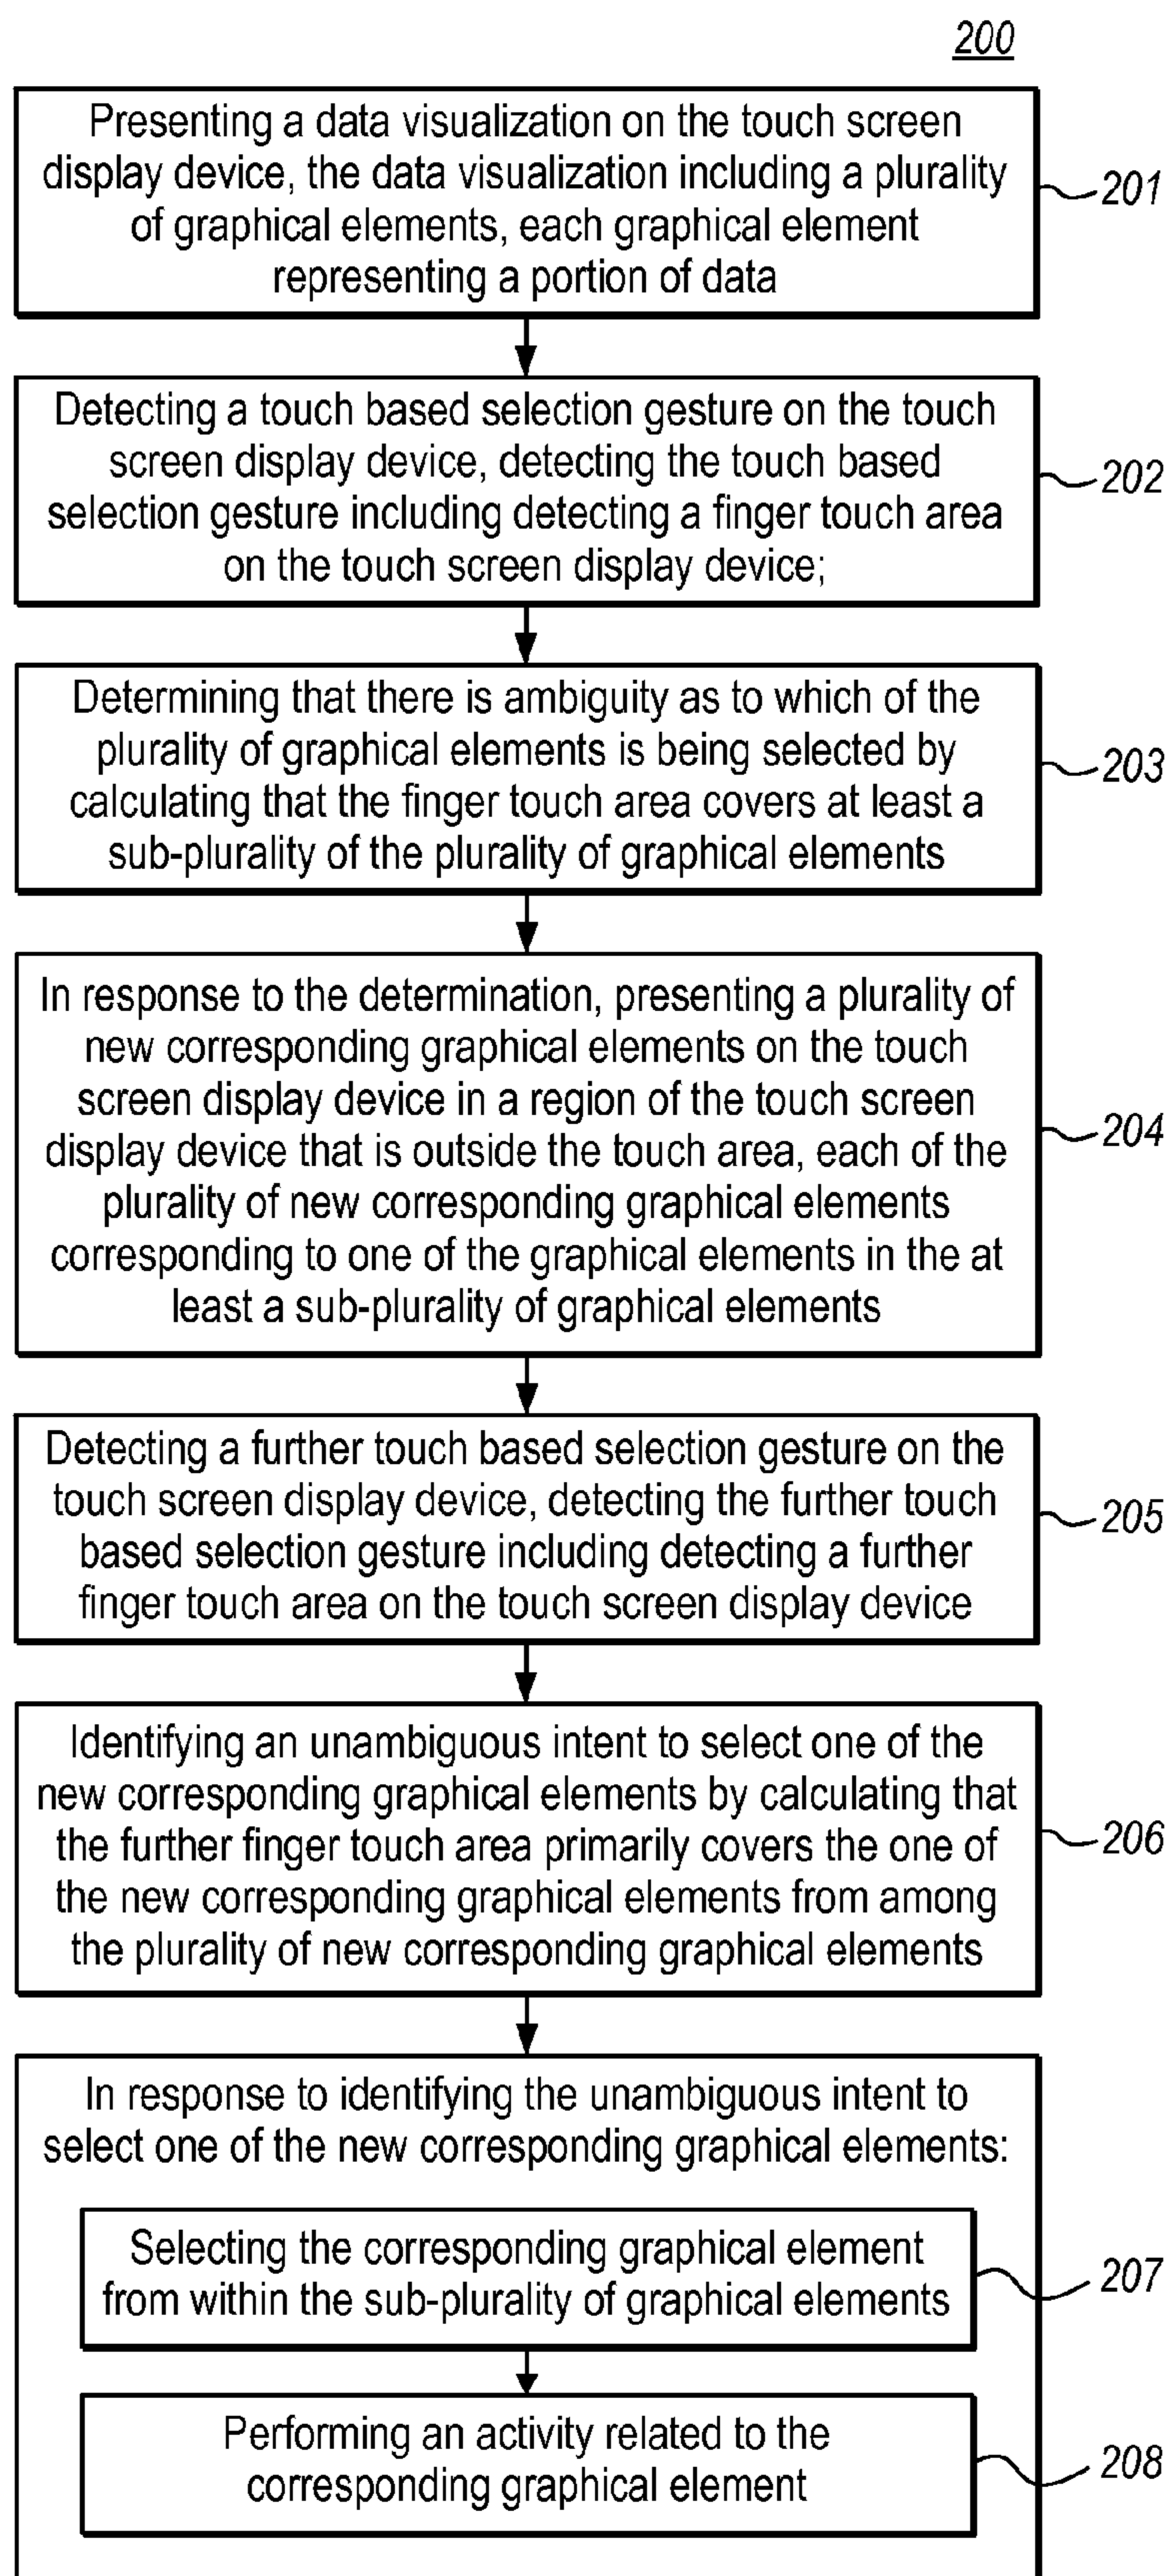 200
Presenting a data visualization on the touch screen
display device, the data visualization including a plurality
of graphical elements, each graphical element
representing a portion of data
201
Detecting a touch based selection gesture on the touch
screen display device, detecting the touch based
selection gesture including detecting a finger touch area
on the touch screen display device;
202
Determining that there is ambiguity as to which of the
plurality of graphical elements is being selected by
calculating that the finger touch area covers at least a
sub-plurality of the plurality of graphical elements
203
In response to the determination, presenting a plurality of
new corresponding graphical elements on the touch
screen display device in a region of the touch screen
display device that is outside the touch area, each of the
plurality of new corresponding graphical elements
corresponding to one of the graphical elements in the at
least a sub-plurality of graphical elements
204
Detecting a further touch based selection gesture on the
touch screen display device, detecting the further touch
based selection gesture including detecting a further
finger touch area on the touch screen display device
205
Identifying an unambiguous intent to select one of the
new corresponding graphical elements by calculating that
the further finger touch area primarily covers the one of
the new corresponding graphical elements from among
the plurality of new corresponding graphical elements
206
In response to identifying the unambiguous intent to
select one of the new corresponding graphical elements:
Selecting the corresponding graphical element
from within the sub-plurality of graphical elements
207
Performing an activity related to the
corresponding graphical element
208